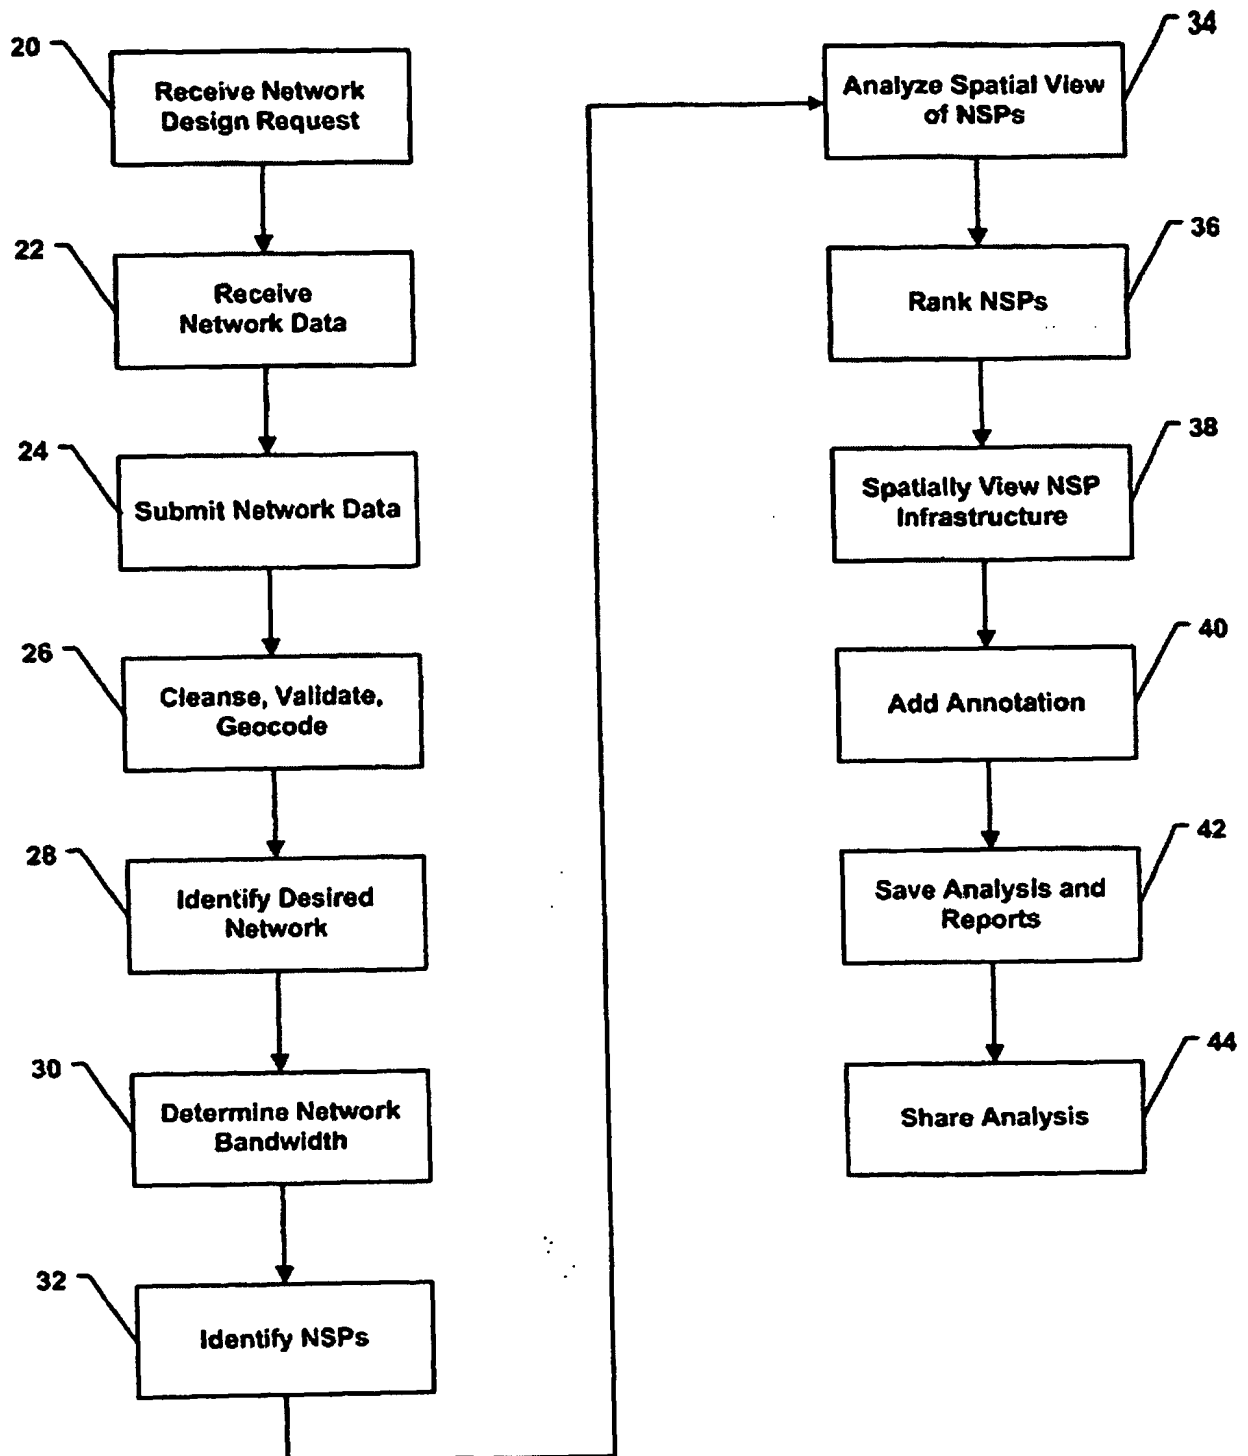 20
Receive Network
Design Request
22
Receive
Network Data
24
Submit Network Data
26
Cleanse, Validate,
Geocode
28
Identify Desired
Network
30
Determine Network
Bandwidth
32
Identify NSPs
34
Analyze Spatial View
of NSPs
36
Rank NSPs
38
Spatially View NSP
Infrastructure
40
Add Annotation
42
Save Analysis and
Reports
44
Share Analysis